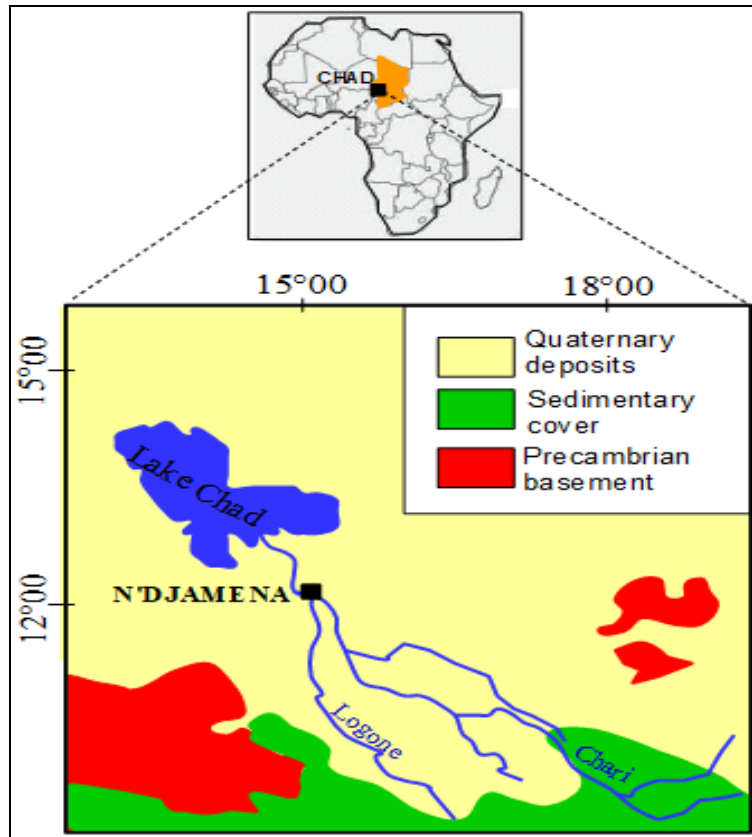 CHAD
15°00
18°00
15°00
12°00
Quaternary
deposits
Sedimentary
cover
Precambrian
basement
Lake Chad
N'DJAMENA
Logone
Chari